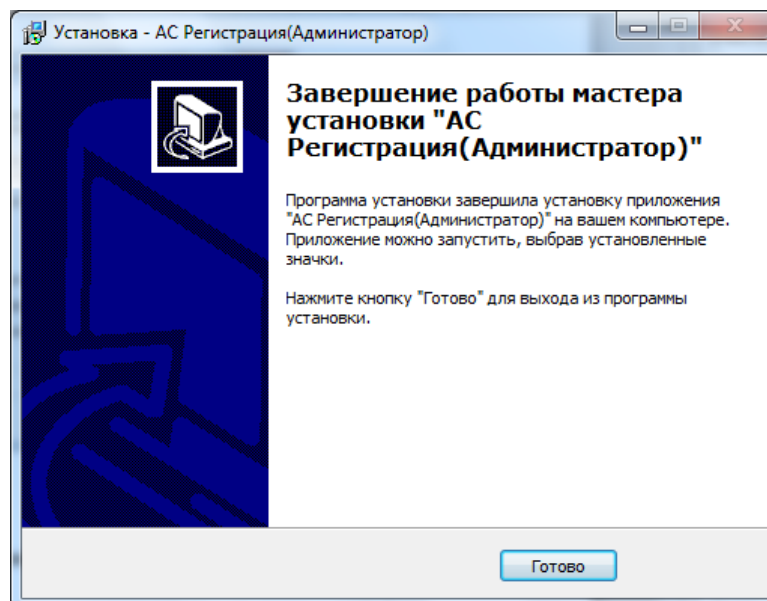 Установка - АС Регистрация(Администратор)
Завершение работы мастера
установки "АС
Регистрация(Администратор)"
Программа установки завершила установку приложения
"АС Регистрация(Администратор)" на вашем компьютере.
Приложение можно запустить, выбрав установленные
значки.
Нажмите кнопку "Готово" для выхода из программы
установки.
Готово